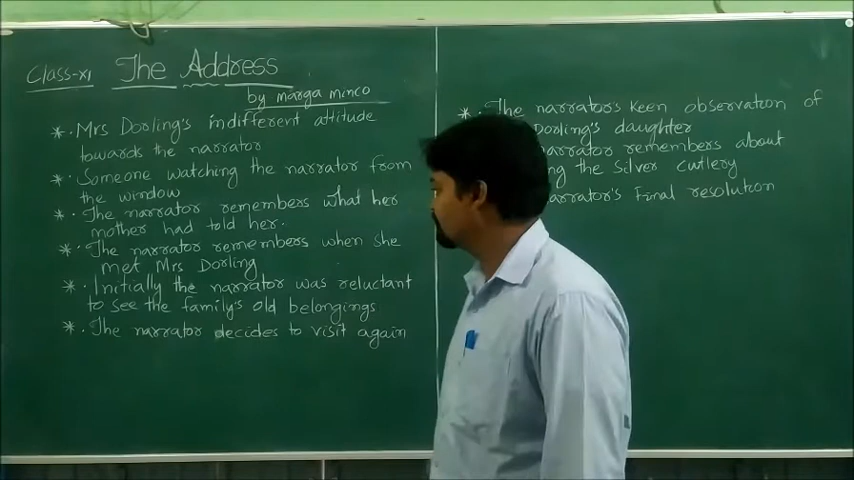 Class-XI The Address
by Marga Minco
* • Mrs Dorling's indifferent attitude
towards the narrator
* • Someone watching the narrator from
the window
* • The narrator remembers what her
mother had told her.
* • The narrator remembers when she
met Mrs Dorling
* • Initially the narrator was reluctant
to see the family's old belongings
* • The narrator decides to visit again
* • The narrators keen observation of
Dorling's daughter
narrator remembers about
the Silver cutlery
narrator's Final resolution